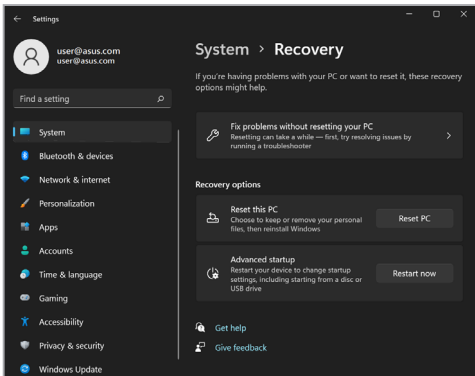 Settings
user@asus.com
user@asus.com
Find a setting
System
Bluetooth & devices
Network & internet
Personalization
Apps
Accounts
Time & language
Gaming
Accessibility
Privacy & security
Windows Update
System > Recovery
If you're having problems with your PC or want to reset it, these recovery
options might help.
Fix problems without resetting your PC
Resetting can take a while — first, try resolving issues by
running a troubleshooter
Recovery options
Reset this PC
Choose to keep or remove your personal
files, then reinstall Windows
Reset PC
Advanced startup
Restart your device to change startup
settings, including starting from a disc or
USB drive
Restart now
Get help
Give feedback